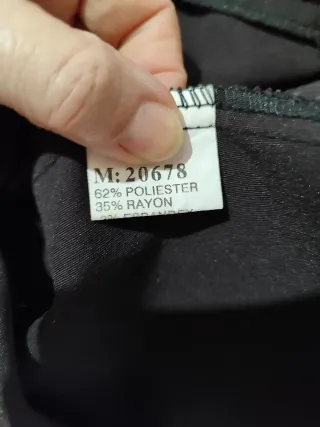 M: 20678
62% POLIESTER
35% RAYON